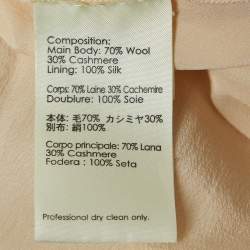 Composition:
Main Body: 70% Wool
30% Cashmere
Lining: 100% Silk
Corps: 70% Laine 30% Cachemire
Doublure: 100% Soie
本体: 毛70% カシミヤ30%
別布: 絹100%
Corpo principale: 70% Lana
30% Cashmere
Fodera : 100% Seta
Professional dry clean only.